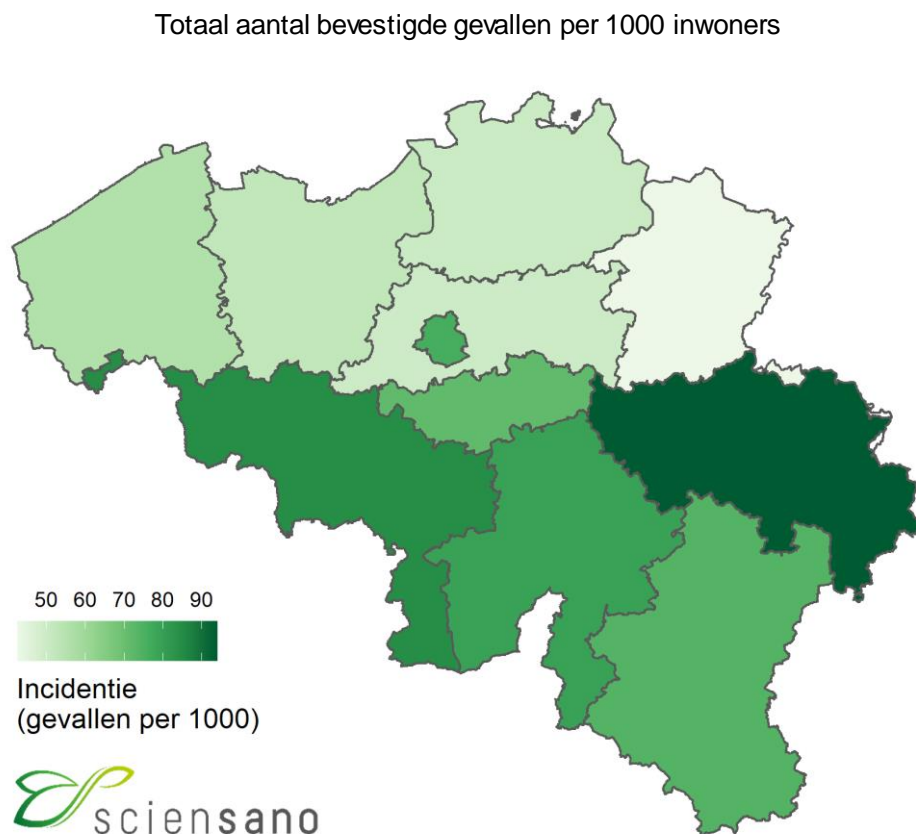 Totaal aantal bevestigde gevallen per 1000 inwoners
50 60 70 80 90
Incidentie
(gevallen per 1000)
sciensano